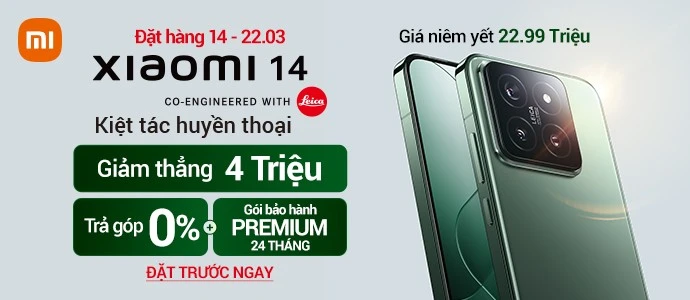 mi
Đặt hàng 14 - 22.03
xiaomi 14
CO-ENGINEERED WITH Leica
Kiệt tác huyền thoại
Giảm thẳng 4 Triệu
Trả góp 0% +
Gói bảo hành
PREMIUM
24 THÁNG
ĐẶT TRƯỚC NGAY
Giá niêm yết 22.99 Triệu
LEICA